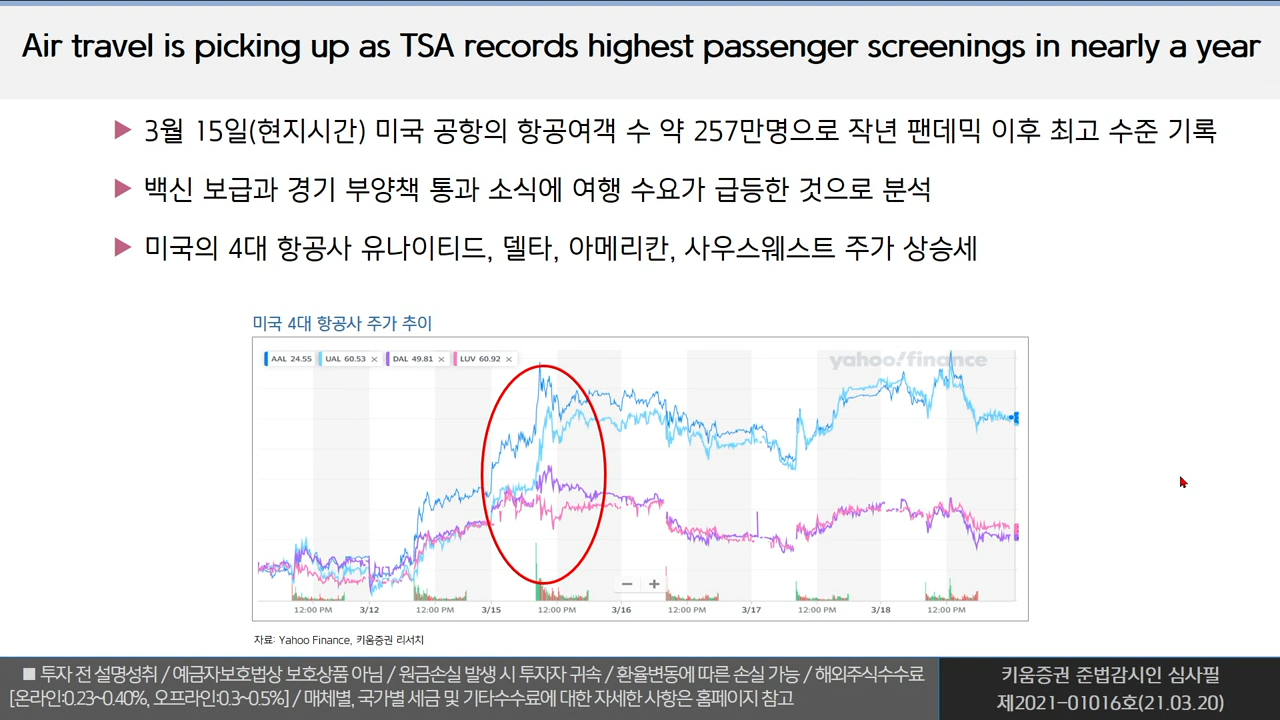 Air travel is picking up as TSA records highest passenger screenings in nearly a year
▶ 3월 15일(현지시간) 미국 공항의 항공여객 수 약 257만명으로 작년 팬데믹 이후 최고 수준 기록
▶ 백신 보급과 경기 부양책 통과 소식에 여행 수요가 급등한 것으로 분석
▶ 미국의 4대 항공사 유나이티드, 델타, 아메리칸, 사우스웨스트 주가 상승세
미국 4대 항공사 주가 추이
AAL 24.55 UAL 60.53 × DAL 49.81 × LUV 60.92 ×
yahoo!finance
− +
12:00 PM 3/12 12:00 PM 3/15 12:00 PM 3/16 12:00 PM 3/17 12:00 PM 3/18 12:00 PM
자료: Yahoo Finance, 키움증권 리서치
■ 투자 전 설명성취 / 예금자보호법상 보호상품 아님 / 원금손실 발생 시 투자자 귀속 / 환율변동에 따른 손실 가능 / 해외주식수수료
[온라인:0.23~0.40%, 오프라인:0.3~0.5%] / 매체별, 국가별 세금 및 기타수수료에 대한 자세한 사항은 홈페이지 참고
키움증권 준법감시인 심사필
제2021-01016호(21.03.20)